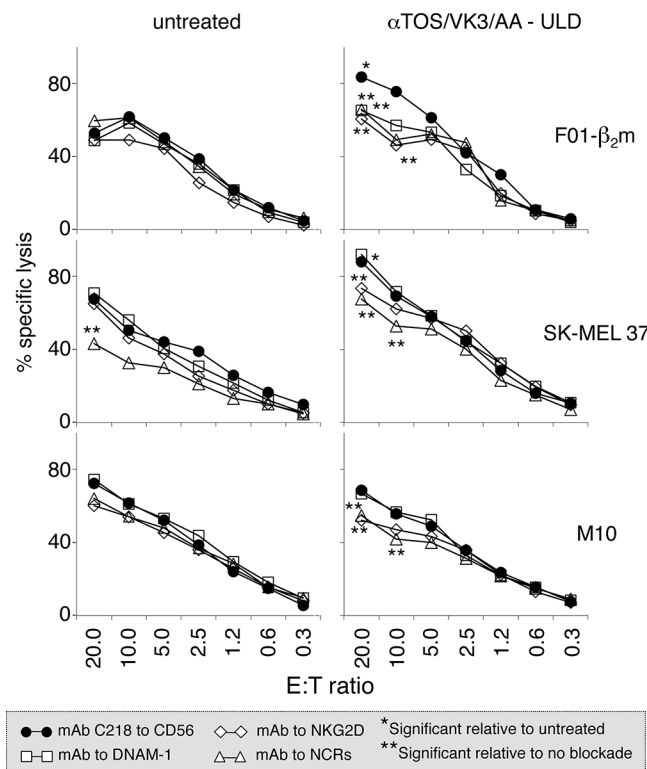 untreated
αTOS/VK3/AA - ULD
80
40
0
*
**
**
**
**
F01-β2m
% specific lysis
80
40
0
**
*
**
**
**
SK-MEL 37
80
40
0
**
**
**
M10
20.0 10.0 5.0 2.5 1.2 0.6 0.3
20.0 10.0 5.0 2.5 1.2 0.6 0.3
E:T ratio
mAb C218 to CD56
mAb to NKG2D
*Significant relative to untreated
mAb to DNAM-1
mAb to NCRs
**Significant relative to no blockade